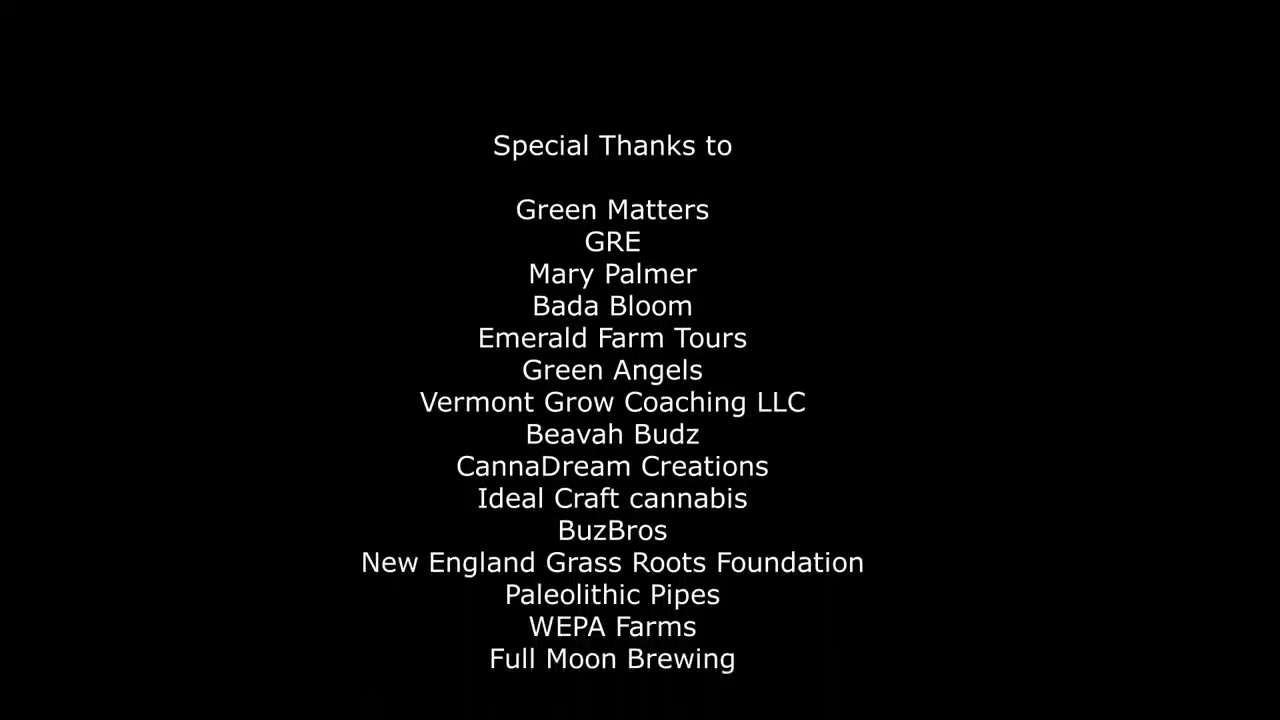 Special Thanks to
Green Matters
GRE
Mary Palmer
Bada Bloom
Emerald Farm Tours
Green Angels
Vermont Grow Coaching LLC
Beavah Budz
CannaDream Creations
Ideal Craft cannabis
BuzBros
New England Grass Roots Foundation
Paleolithic Pipes
WEPA Farms
Full Moon Brewing